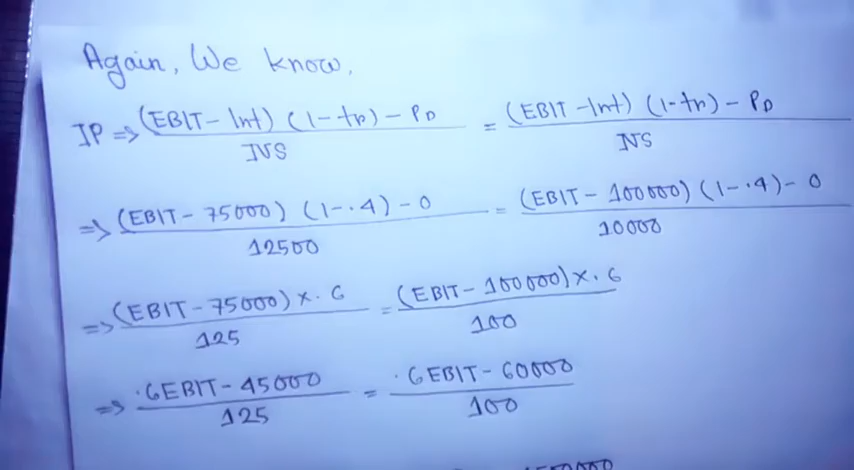 Again, We know,
IP => (EBIT - Int) (1 - tr) - PD / NS = (EBIT - Int) (1 - tr) - PD / NS
=> (EBIT - 75000) (1 - .4) - 0 / 12500 = (EBIT - 100000) (1 - .4) - 0 / 10000
=> (EBIT - 75000) × .6 / 125 = (EBIT - 100000) × .6 / 100
=> .6EBIT - 45000 / 125 = .6EBIT - 60000 / 100